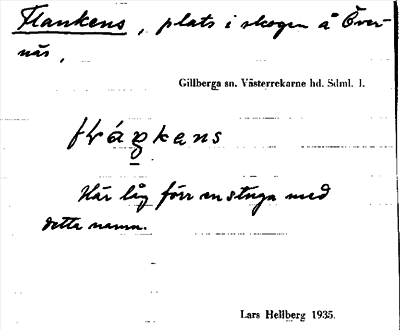 Flankens, plats i skogen å Över-
näs,
Gillberga sn. Västerrekarne hd. Sdml. l.
Här låg förr en stuga med
detta namn.
Lars Hellberg 1935.